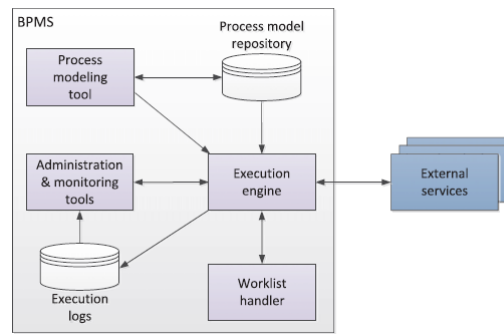 BPMS
Process model
repository
Process
modeling
tool
Administration
& monitoring
tools
Execution
engine
External
services
Execution
logs
Worklist
handler